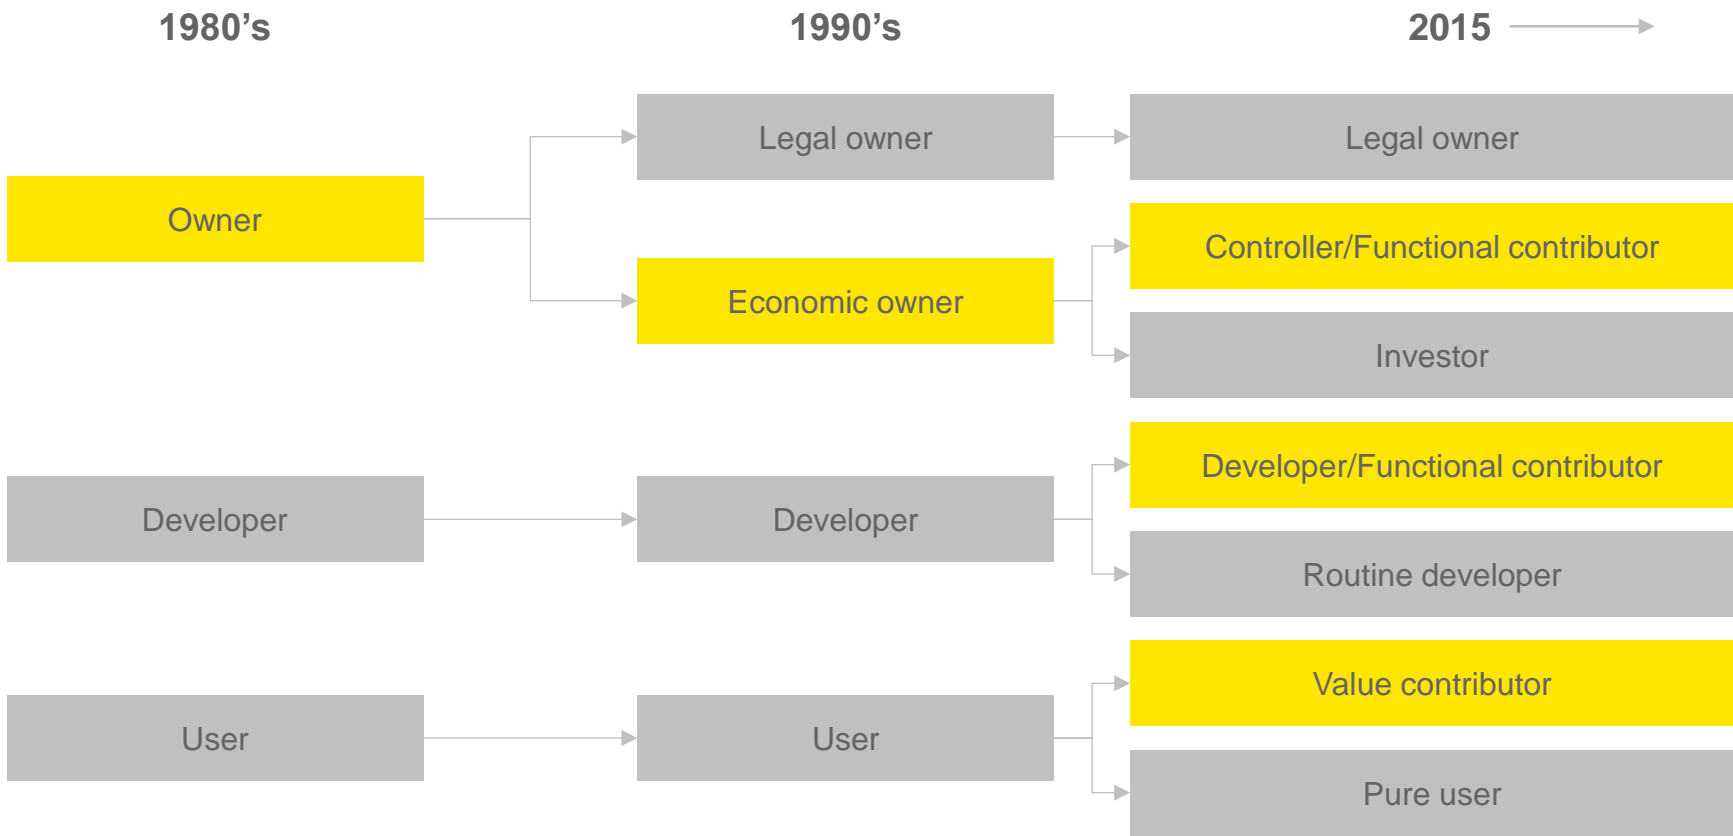 1980’s
1990’s
2015
Legal owner
Legal owner
Owner
Controller/Functional contributor
Economic owner
Investor
Developer/Functional contributor
Developer
Developer
Routine developer
Value contributor
User
User
Pure user